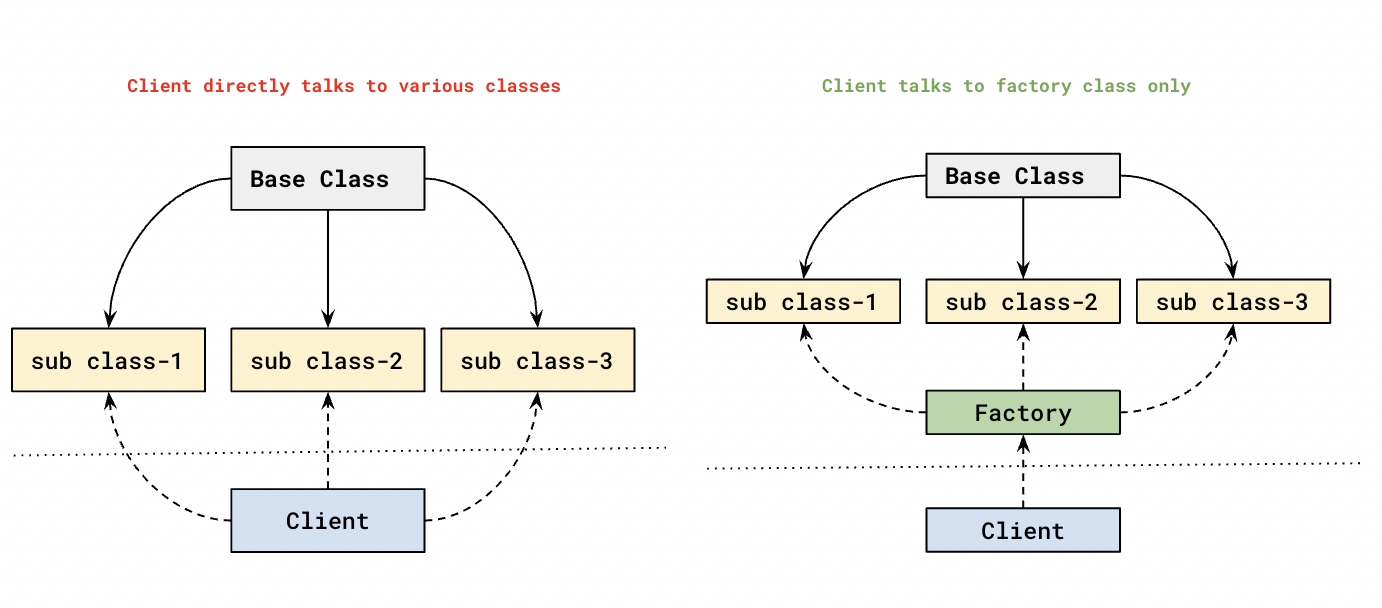 Client directly talks to various classes
Base Class
sub class-1
sub class-2
sub class-3
Client
Client talks to factory class only
Base Class
sub class-1
sub class-2
sub class-3
Factory
Client